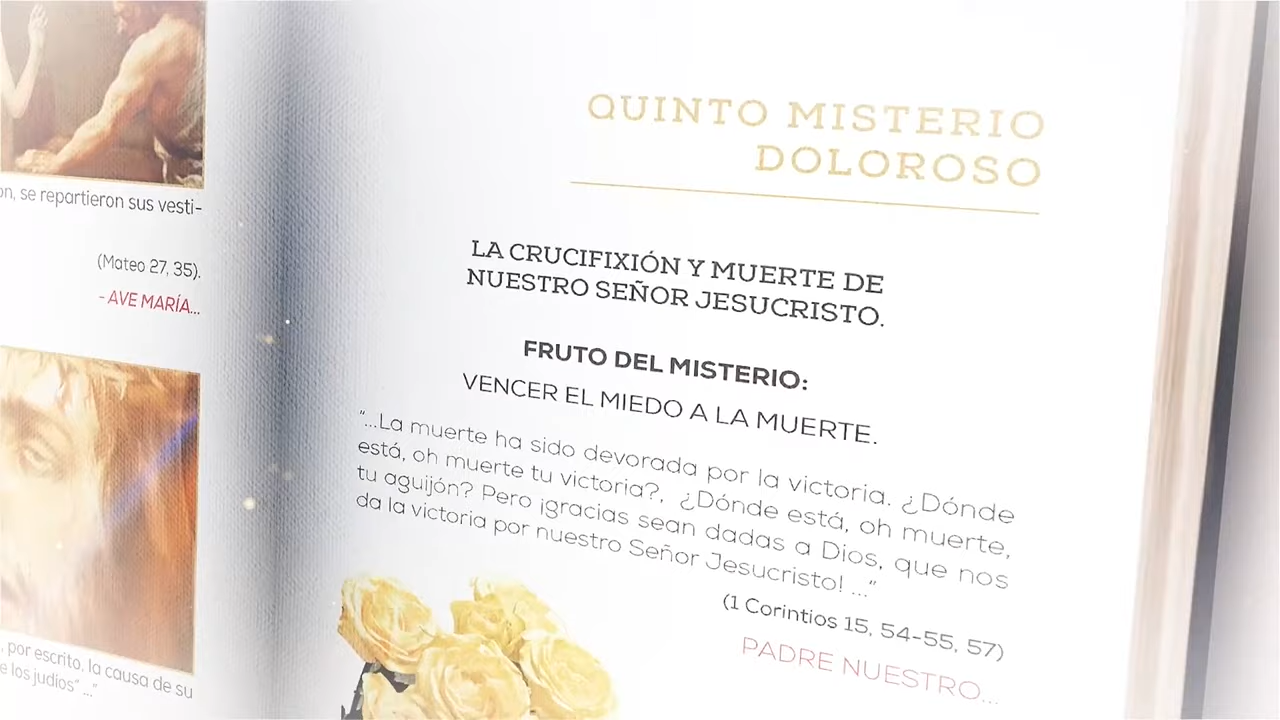 on, se repartieron sus vesti-
(Mateo 27, 35).
- AVE MARÍA...
, por escrito, la causa de su
e los judios" ..."
QUINTO MISTERIO
DOLOROSO
LA CRUCIFIXIÓN Y MUERTE DE
NUESTRO SEÑOR JESUCRISTO.
FRUTO DEL MISTERIO:
VENCER EL MIEDO A LA MUERTE.
"...La muerte ha sido devorada por la victoria. ¿Dónde
está, oh muerte tu victoria?, ¿Dónde está, oh muerte,
tu aguijón? Pero ¡gracias sean dadas a Dios, que nos
da la victoria por nuestro Señor Jesucristo! ..."
(1 Corintios 15, 54-55, 57)
PADRE NUESTRO...